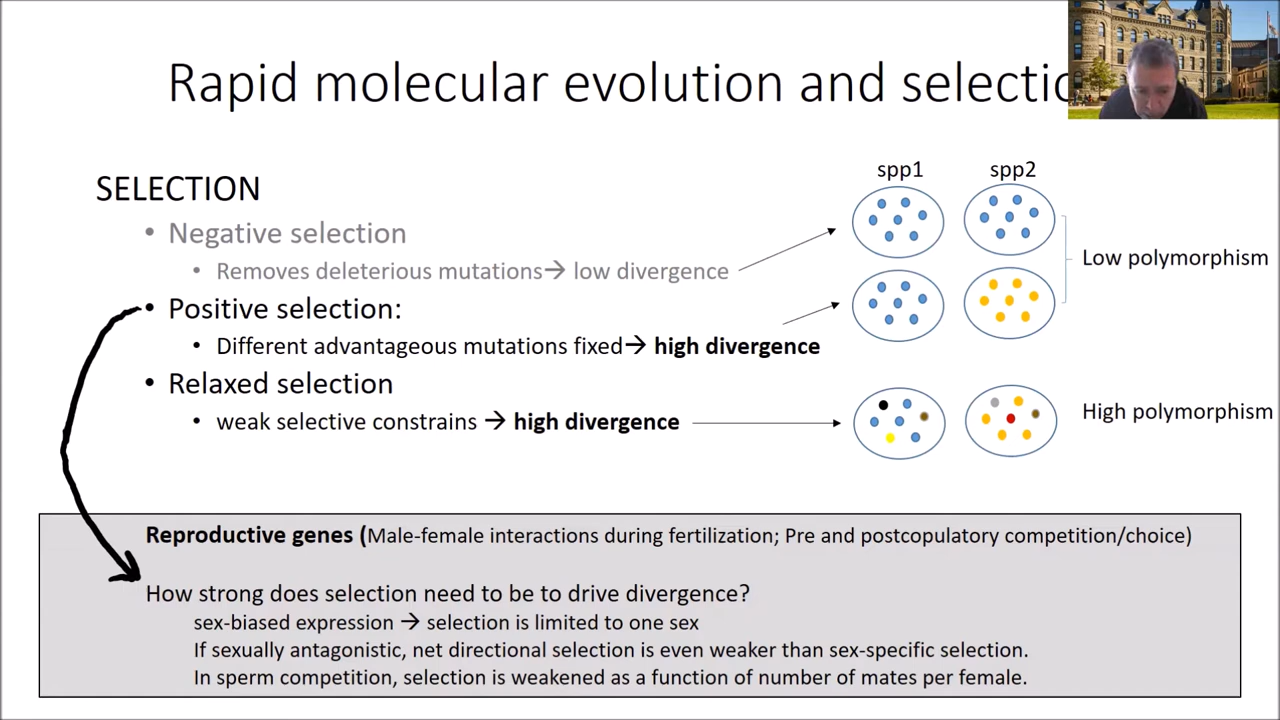 Rapid molecular evolution and selectio
SELECTION
• Negative selection
• Removes deleterious mutations→ low divergence
• Positive selection:
• Different advantageous mutations fixed→ high divergence
• Relaxed selection
• weak selective constrains → high divergence
spp1 spp2
Low polymorphism
High polymorphism
Reproductive genes (Male-female interactions during fertilization; Pre and postcopulatory competition/choice)
How strong does selection need to be to drive divergence?
sex-biased expression → selection is limited to one sex
If sexually antagonistic, net directional selection is even weaker than sex-specific selection.
In sperm competition, selection is weakened as a function of number of mates per female.